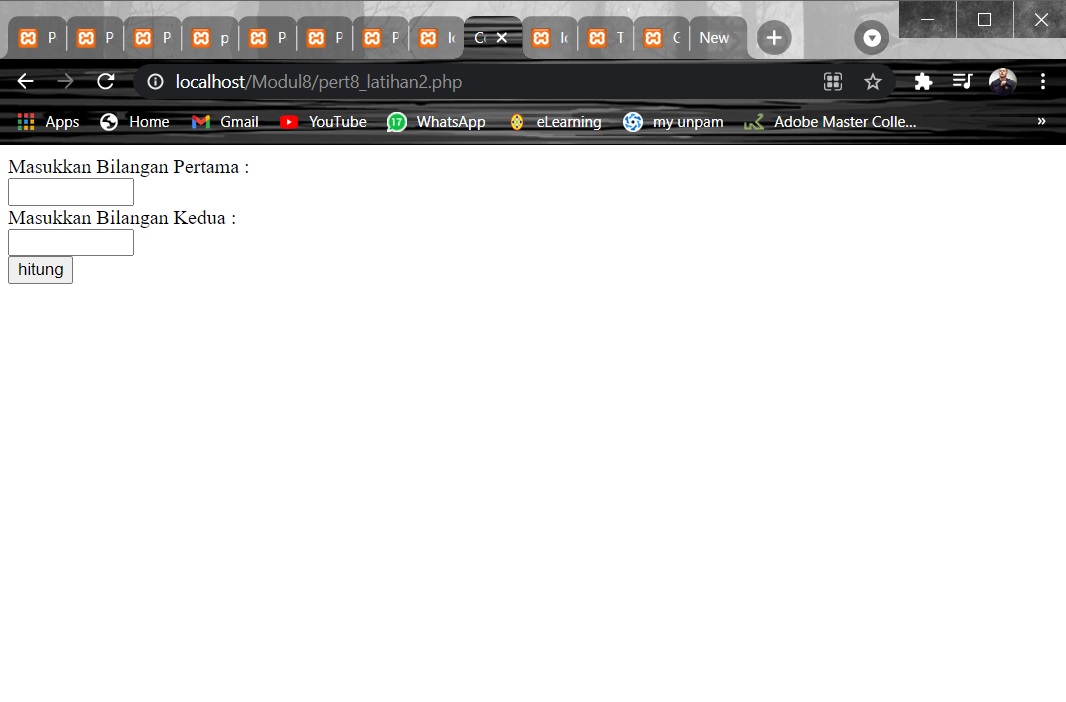 P P P p P P P Ic C Ic T C New
localhost/Modul8/pert8_latihan2.php
Apps Home Gmail YouTube 17 WhatsApp eLearning my unpam Adobe Master Colle... »
Masukkan Bilangan Pertama :
Masukkan Bilangan Kedua :
hitung